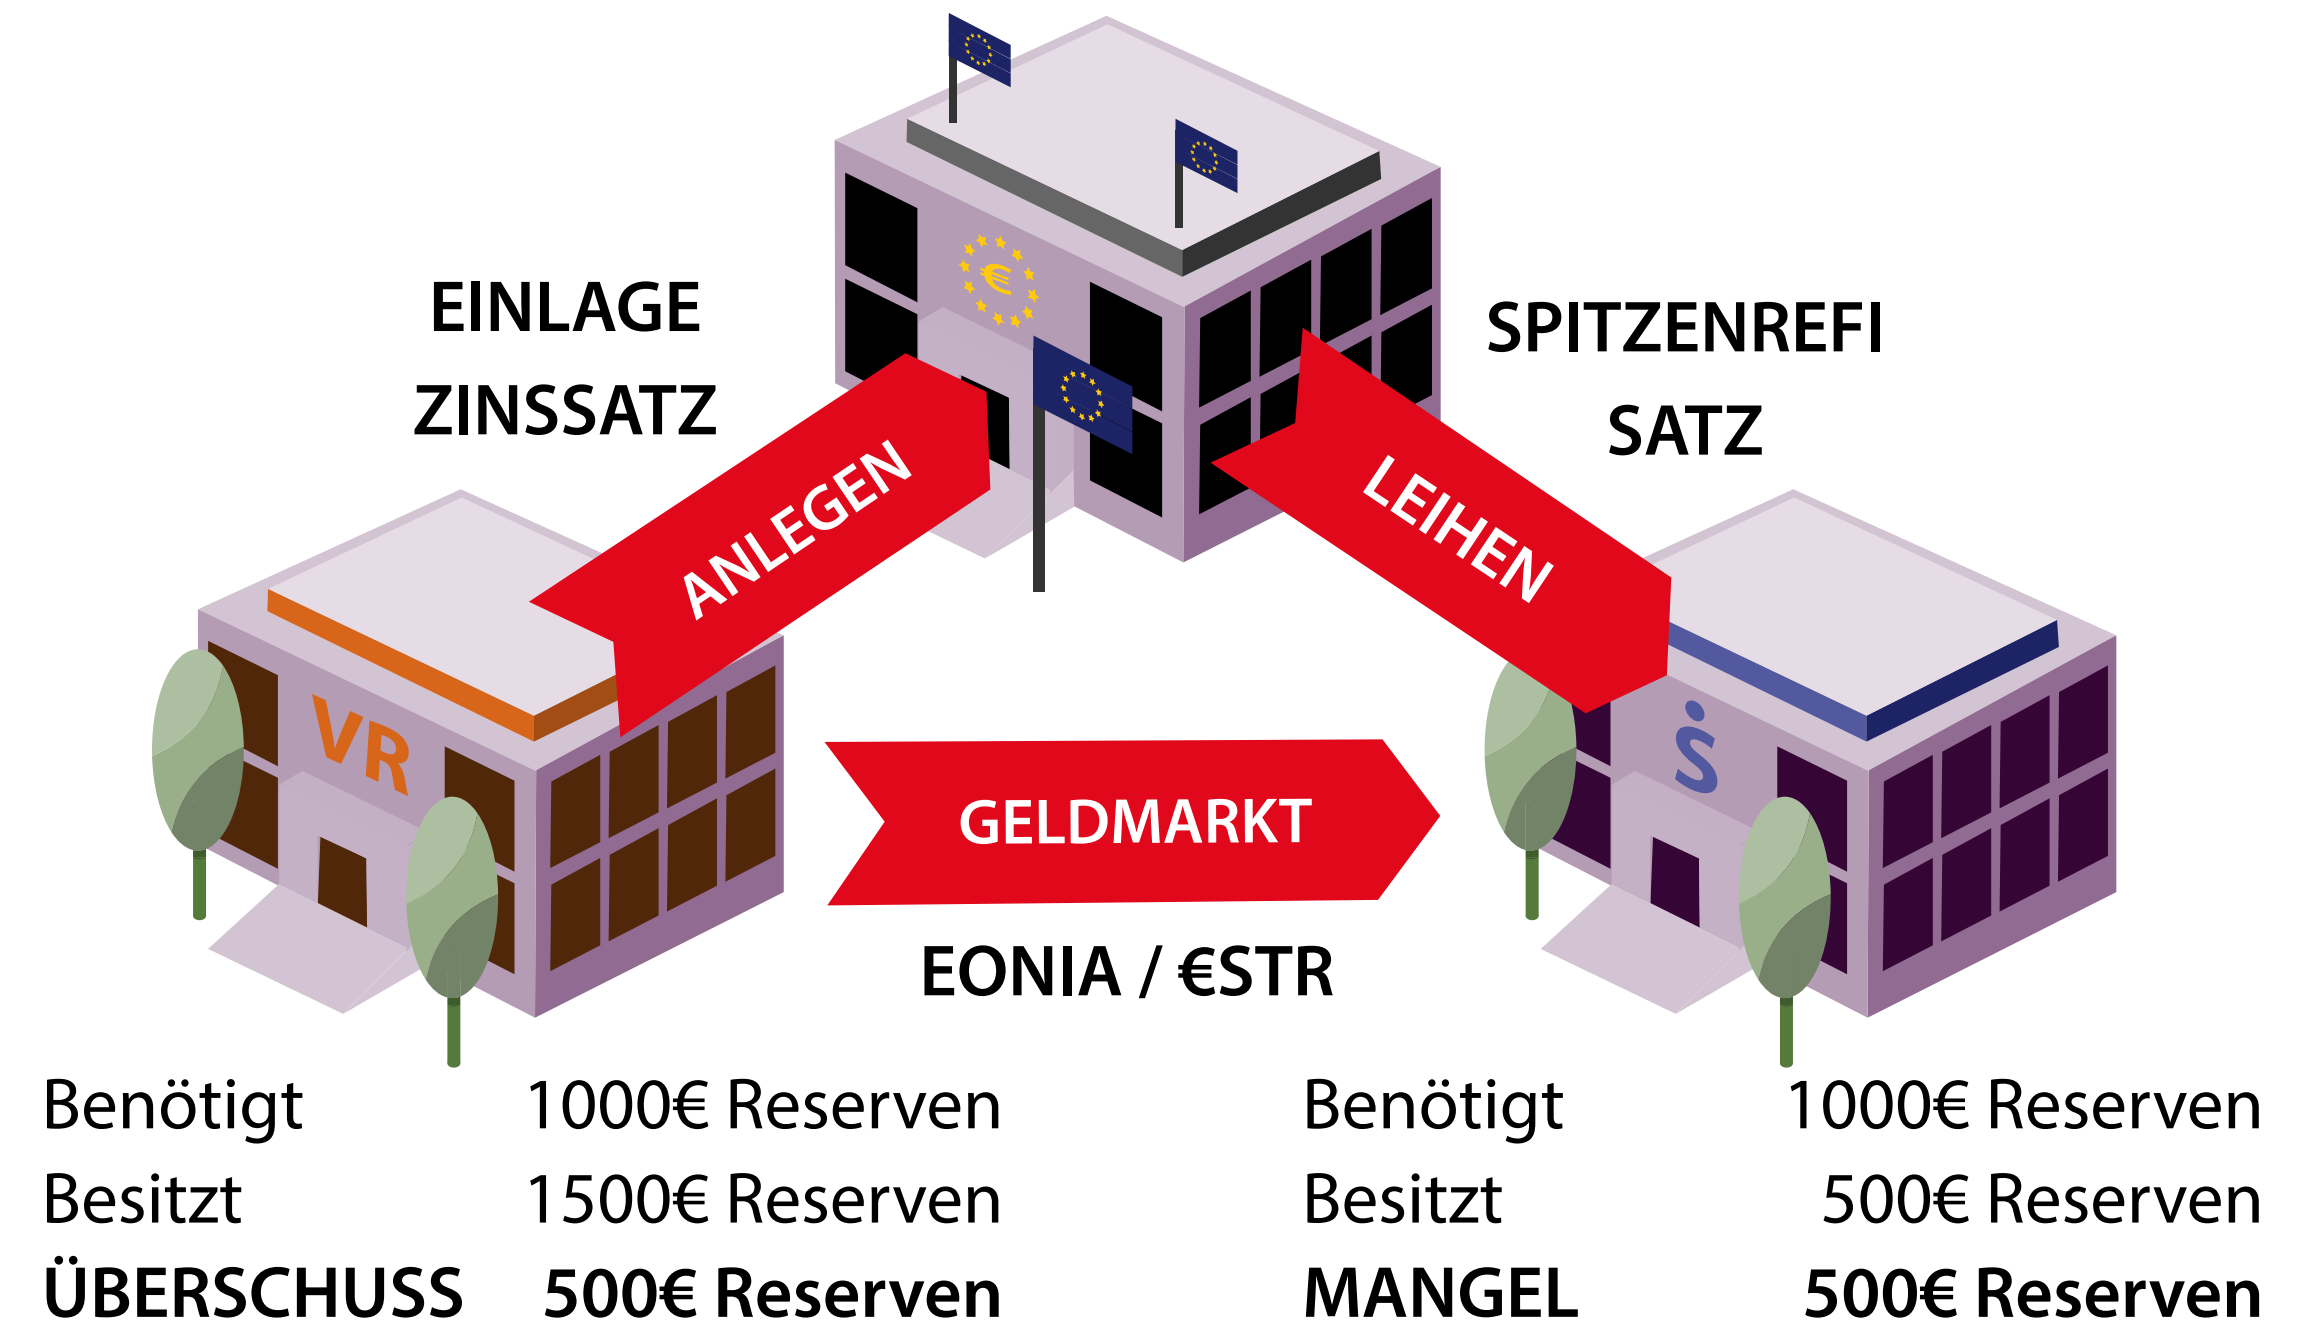 EINLAGE
ZINSSATZ
SPITZENREFI
SATZ
€
ANLEGEN
LEIHEN
VR
S
GELDMARKT
EONIA / €STR
Benötigt 1000€ Reserven
Besitzt 1500€ Reserven
ÜBERSCHUSS 500€ Reserven
Benötigt 1000€ Reserven
Besitzt 500€ Reserven
MANGEL 500€ Reserven